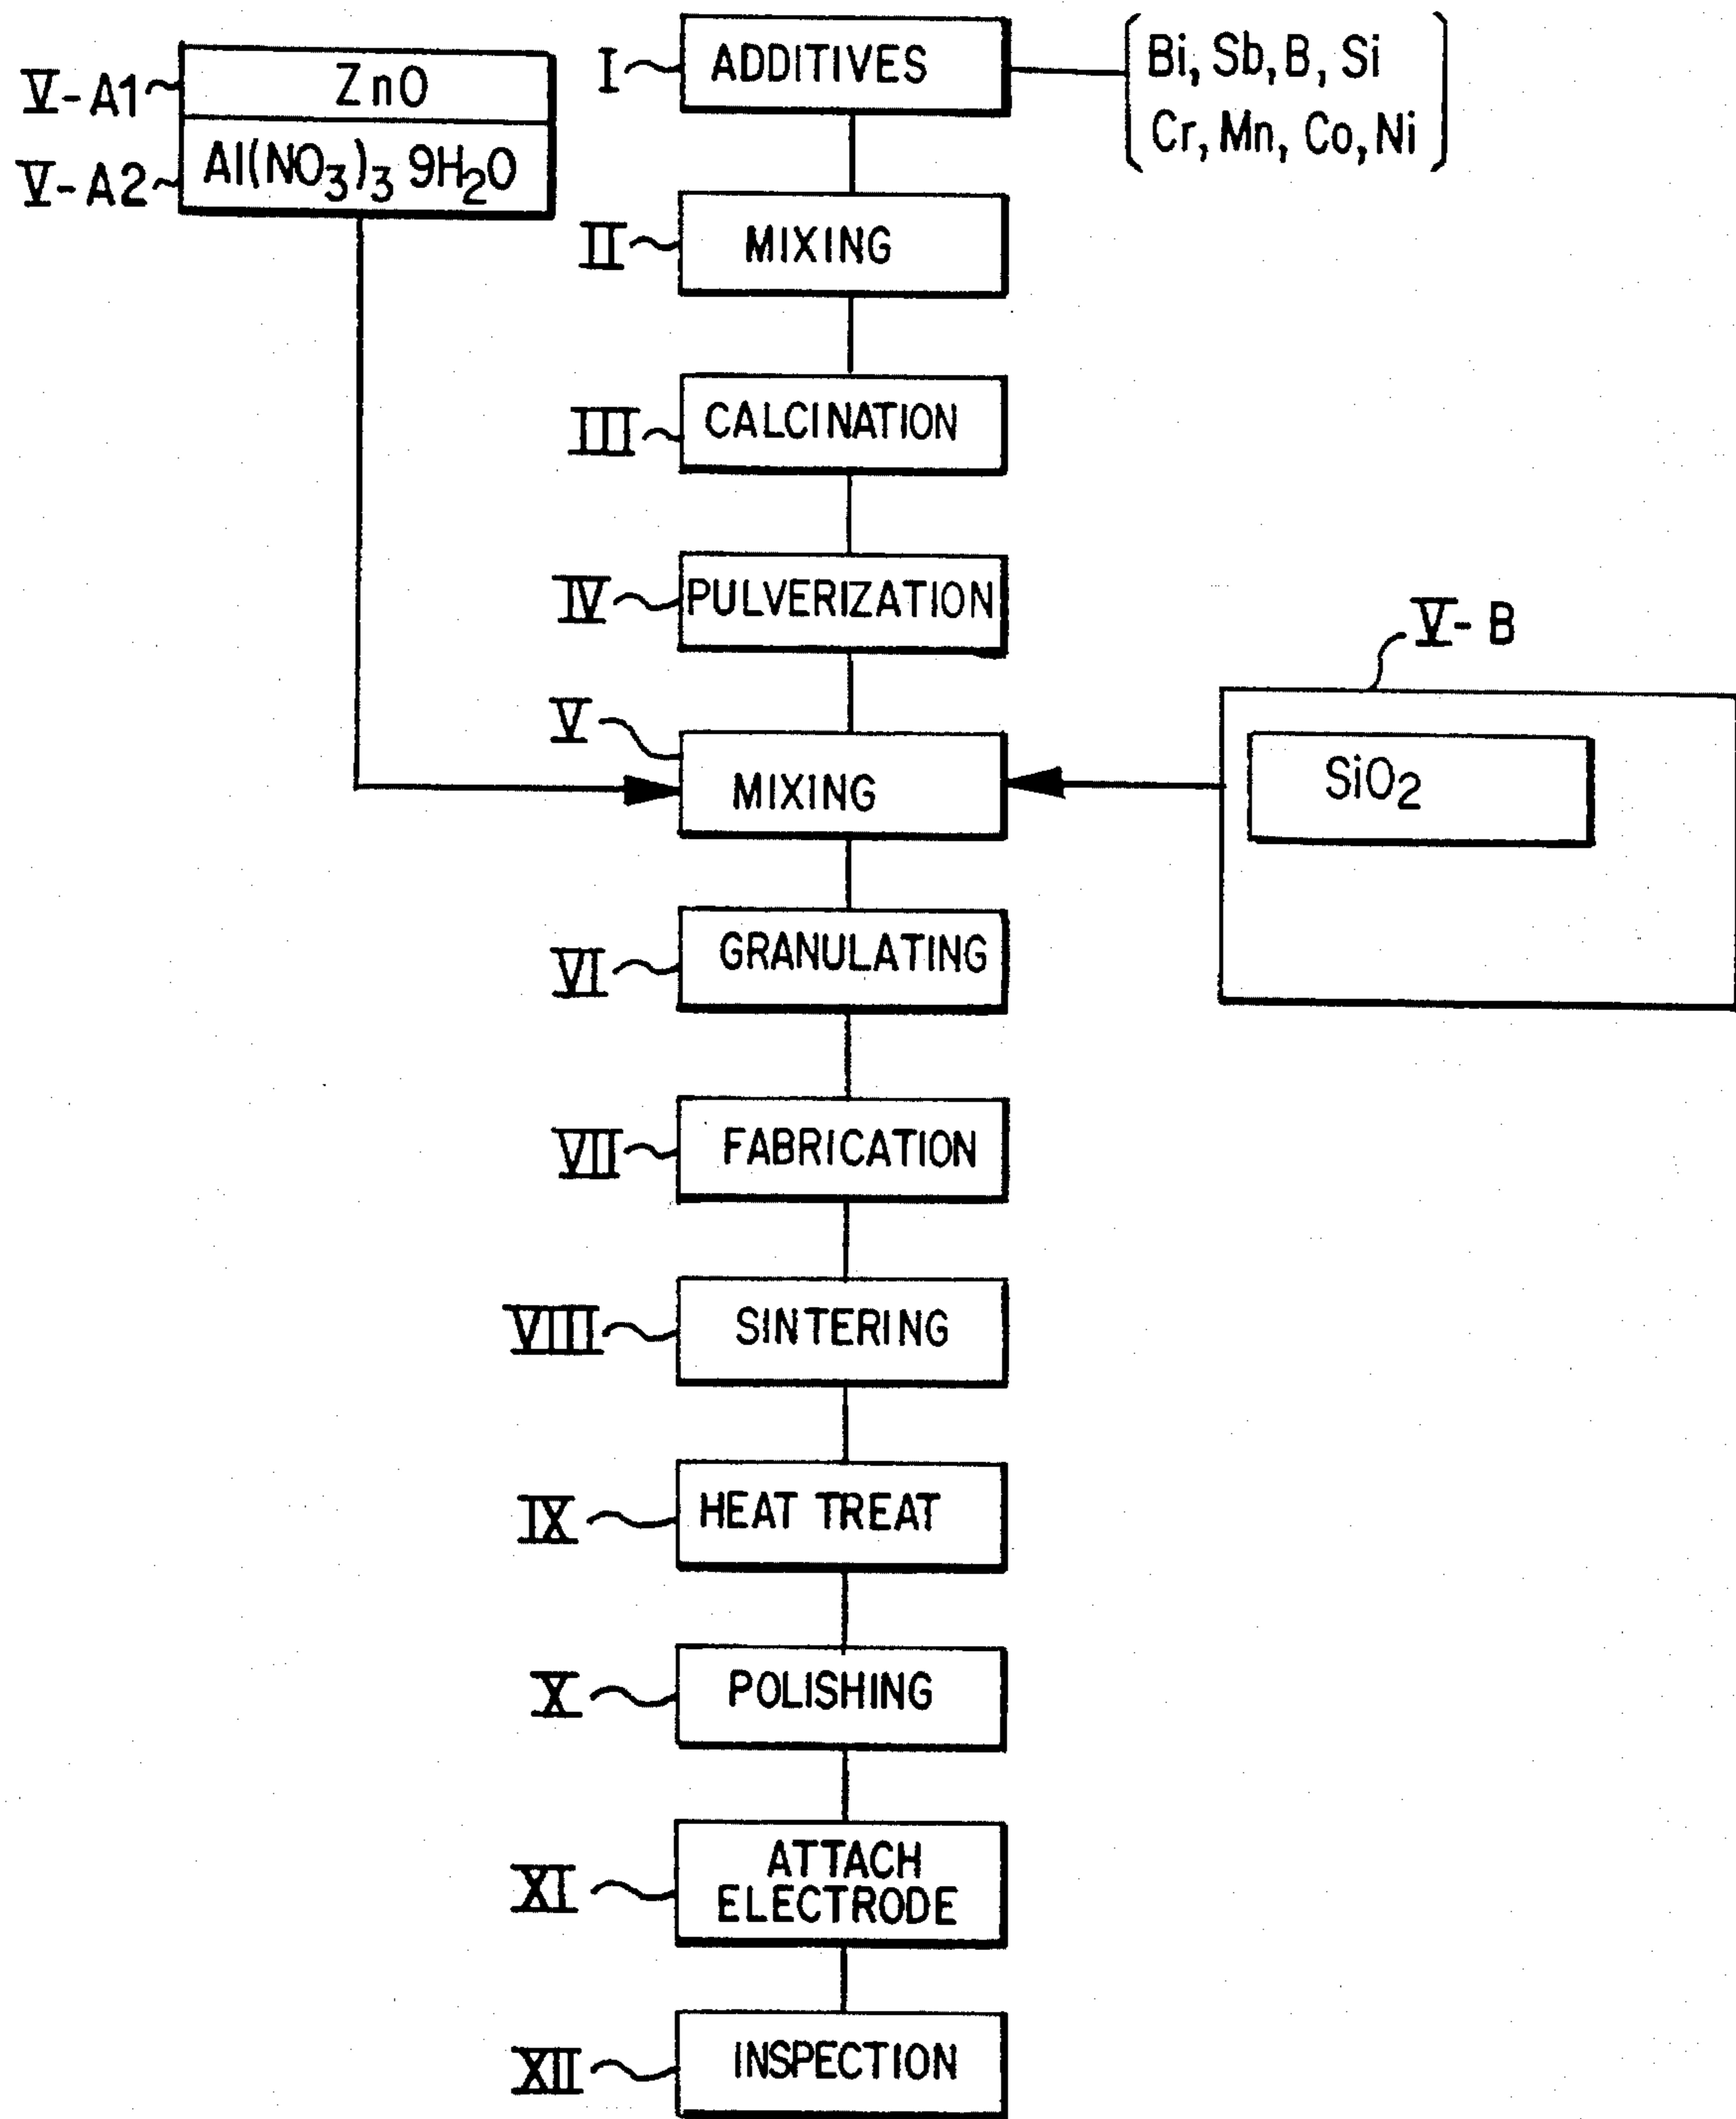 V-A1
ZnO
V-A2
Al(NO3)3 9H2O
I
ADDITIVES
Bi, Sb, B, Si
Cr, Mn, Co, Ni
II
MIXING
III
CALCINATION
IV
PULVERIZATION
V
MIXING
V-B
SiO2
VI
GRANULATING
VII
FABRICATION
VIII
SINTERING
IX
HEAT TREAT
X
POLISHING
XI
ATTACH
ELECTRODE
XII
INSPECTION